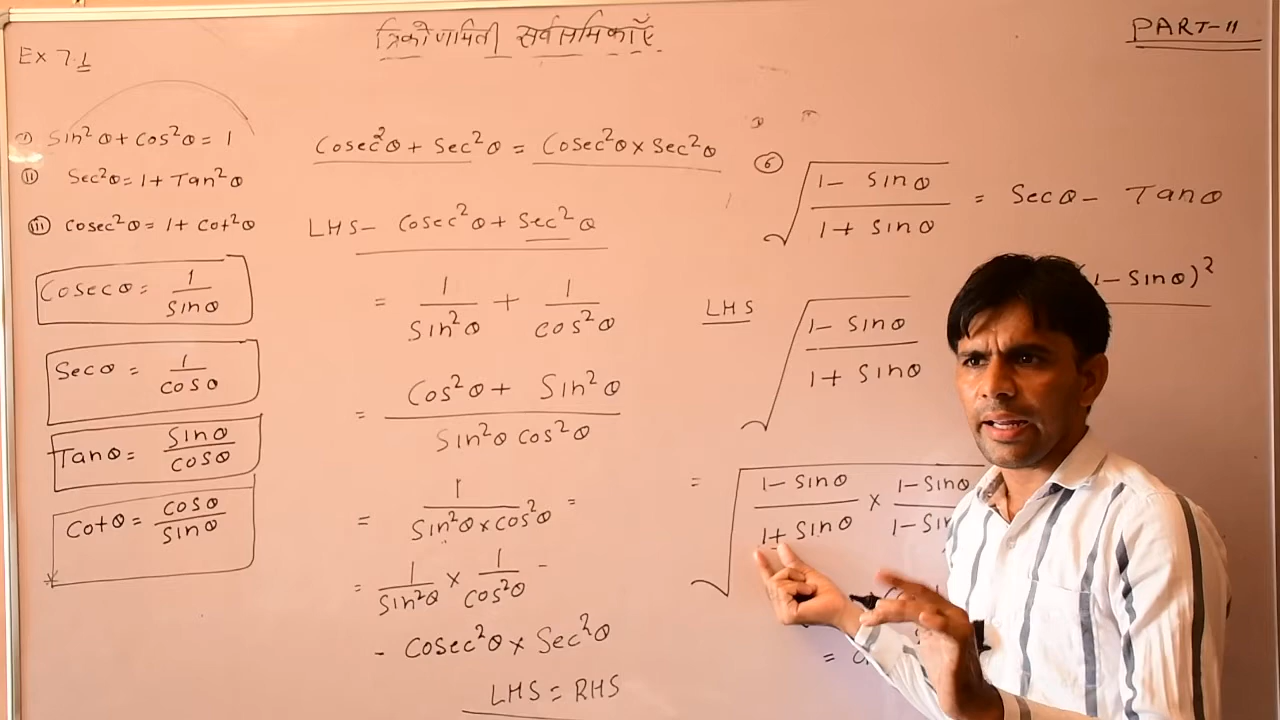 त्रिकोणमिती सर्वसमिकाएँ
PART-11
Ex 7.1
(i) Sin²θ + Cos²θ = 1
(ii) Sec²θ = 1 + Tan²θ
(iii) Cosec²θ = 1 + Cot²θ
Cosecθ = 1/Sinθ
Secθ = 1/Cosθ
Tanθ = Sinθ/Cosθ
Cotθ = Cosθ/Sinθ
Cosec²θ + Sec²θ = Cosec²θ × Sec²θ
LHS - Cosec²θ + Sec²θ
= 1/Sin²θ + 1/Cos²θ
= Cos²θ + Sin²θ / Sin²θ Cos²θ
= 1/Sin²θ × Cos²θ =
= 1/Sin²θ × 1/Cos²θ -
- Cosec²θ × Sec²θ
LHS = RHS
(6) √(1 - Sinθ / 1 + Sinθ) = Secθ - Tanθ
LHS √(1 - Sinθ / 1 + Sinθ)
= √(1 - Sinθ / 1 + Sinθ × 1 - Sinθ / 1 - Sin
1 - Sinθ)²
=